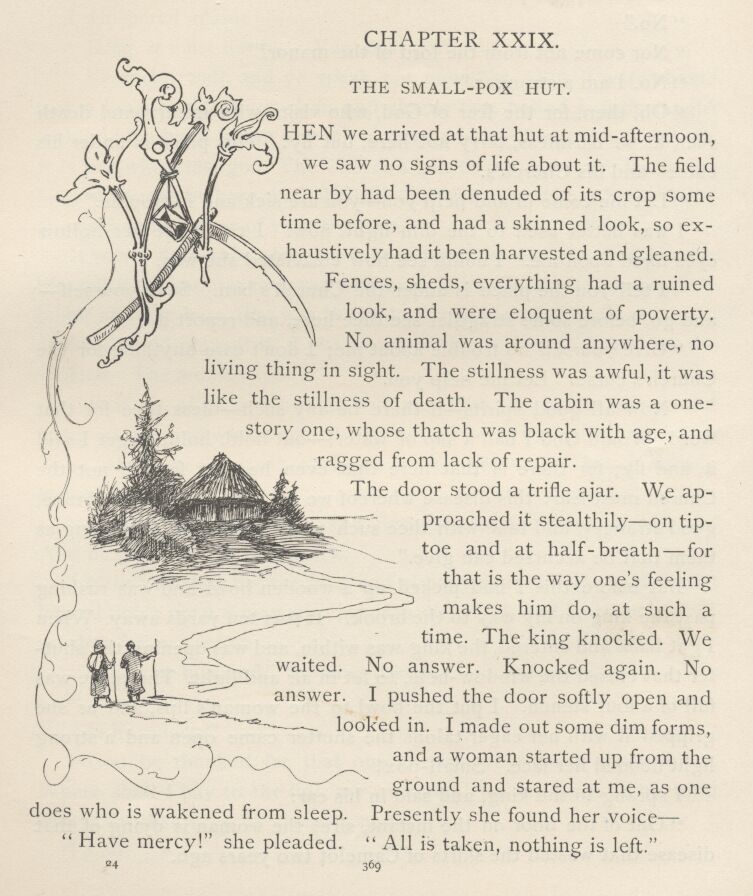 CHAPTER XXIX.
THE SMALL-POX HUT.
WHEN we arrived at that hut at mid-afternoon,
we saw no signs of life about it. The field
near by had been denuded of its crop some
time before, and had a skinned look, so ex-
haustively had it been harvested and gleaned.
Fences, sheds, everything had a ruined
look, and were eloquent of poverty.
No animal was around anywhere, no
living thing in sight. The stillness was awful, it was
like the stillness of death. The cabin was a one-
story one, whose thatch was black with age, and
ragged from lack of repair.
The door stood a trifle ajar. We ap-
proached it stealthily—on tip-
toe and at half-breath—for
that is the way one's feeling
makes him do, at such a
time. The king knocked. We
waited. No answer. Knocked again. No
answer. I pushed the door softly open and
looked in. I made out some dim forms,
and a woman started up from the
ground and stared at me, as one
does who is wakened from sleep. Presently she found her voice—
"Have mercy!" she pleaded. "All is taken, nothing is left."
24
369